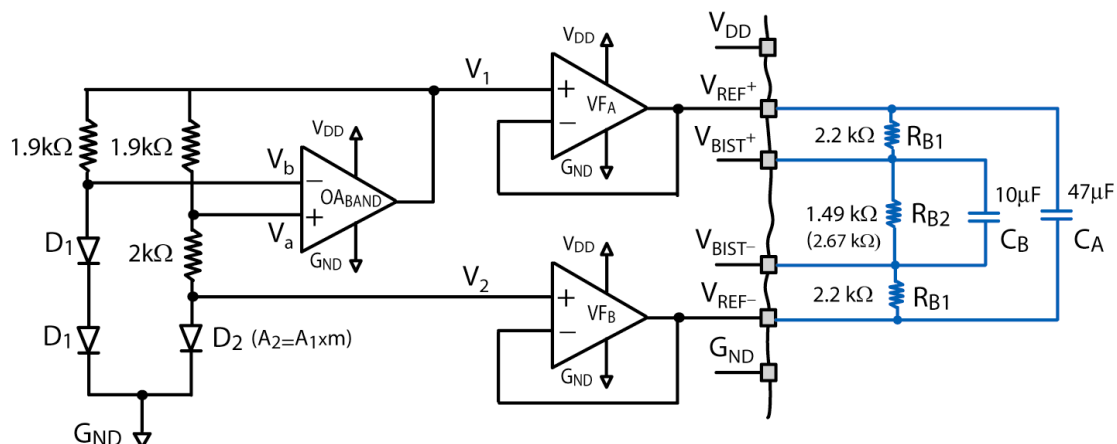 V1
VDD
VFA
+
−
GND
VDD
VREF+
VBIST+
VBIST−
VREF−
GND
1.9kΩ
1.9kΩ
VDD
Vb
−
OABAND
+
Va
GND
D1
2kΩ
V2
VDD
+
VFB
−
GND
D1
D2 (A2=A1xm)
GND
2.2 kΩ
RB1
1.49 kΩ
(2.67 kΩ)
RB2
10µF
CB
47µF
CA
2.2 kΩ
RB1